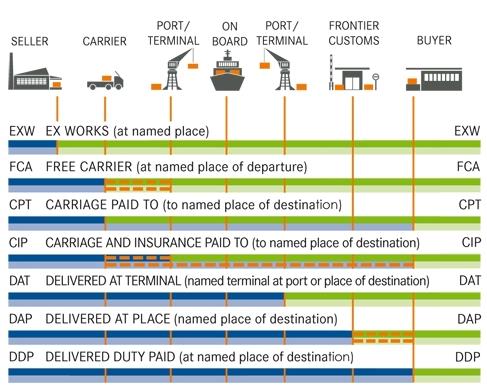 SELLER
CARRIER
PORT/
TERMINAL
ON
BOARD
PORT/
TERMINAL
FRONTIER
CUSTOMS
BUYER
EXW EX WORKS (at named place) EXW
FCA FREE CARRIER (at named place of departure) FCA
CPT CARRIAGE PAID TO (to named place of destination) CPT
CIP CARRIAGE AND INSURANCE PAID TO (to named place of destination) CIP
DAT DELIVERED AT TERMINAL (named terminal at port or place of destination) DAT
DAP DELIVERED AT PLACE (named place of destination) DAP
DDP DELIVERED DUTY PAID (at named place of destination) DDP